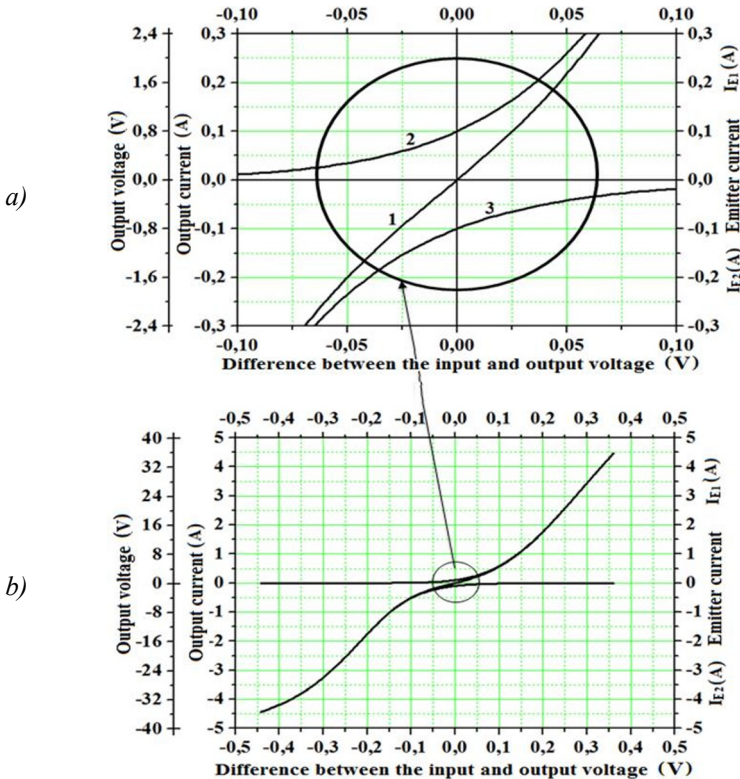 a)
-0,10 -0,05 0,00 0,05 0,10
2,4 1,6 0,8 0,0 -0,8 -1,6 -2,4
Output voltage (V)
0,3 0,2 0,1 0,0 -0,1 -0,2 -0,3
Output current (A)
1
2
3
0,3 0,2 0,1 0,0 -0,1 -0,2 -0,3
I_E2(A) Emitter current I_E1(A)
-0,10 -0,05 0,00 0,05 0,10
Difference between the input and output voltage (V)
b)
-0,5 -0,4 -0,3 -0,2 -0,1 0,0 0,1 0,2 0,3 0,4 0,5
40 32 24 16 8 0 -8 -16 -24 -32 -40
Output voltage (V)
5 4 3 2 1 0 -1 -2 -3 -4 -5
Output current (A)
5 4 3 2 1 0 -1 -2 -3 -4 -5
I_E2(A) Emitter current I_E1(A)
-0,5 -0,4 -0,3 -0,2 -0,1 0,0 0,1 0,2 0,3 0,4 0,5
Difference between the input and output voltage (V)